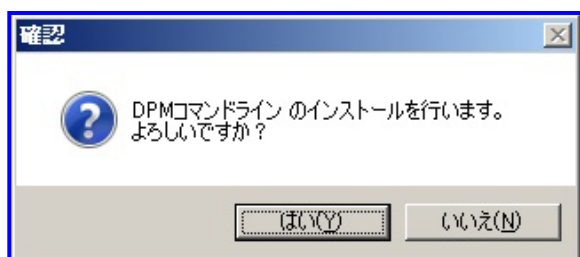 確認
DPMコマンドライン のインストールを行います。
よろしいですか？
はい(Y)
いいえ(N)